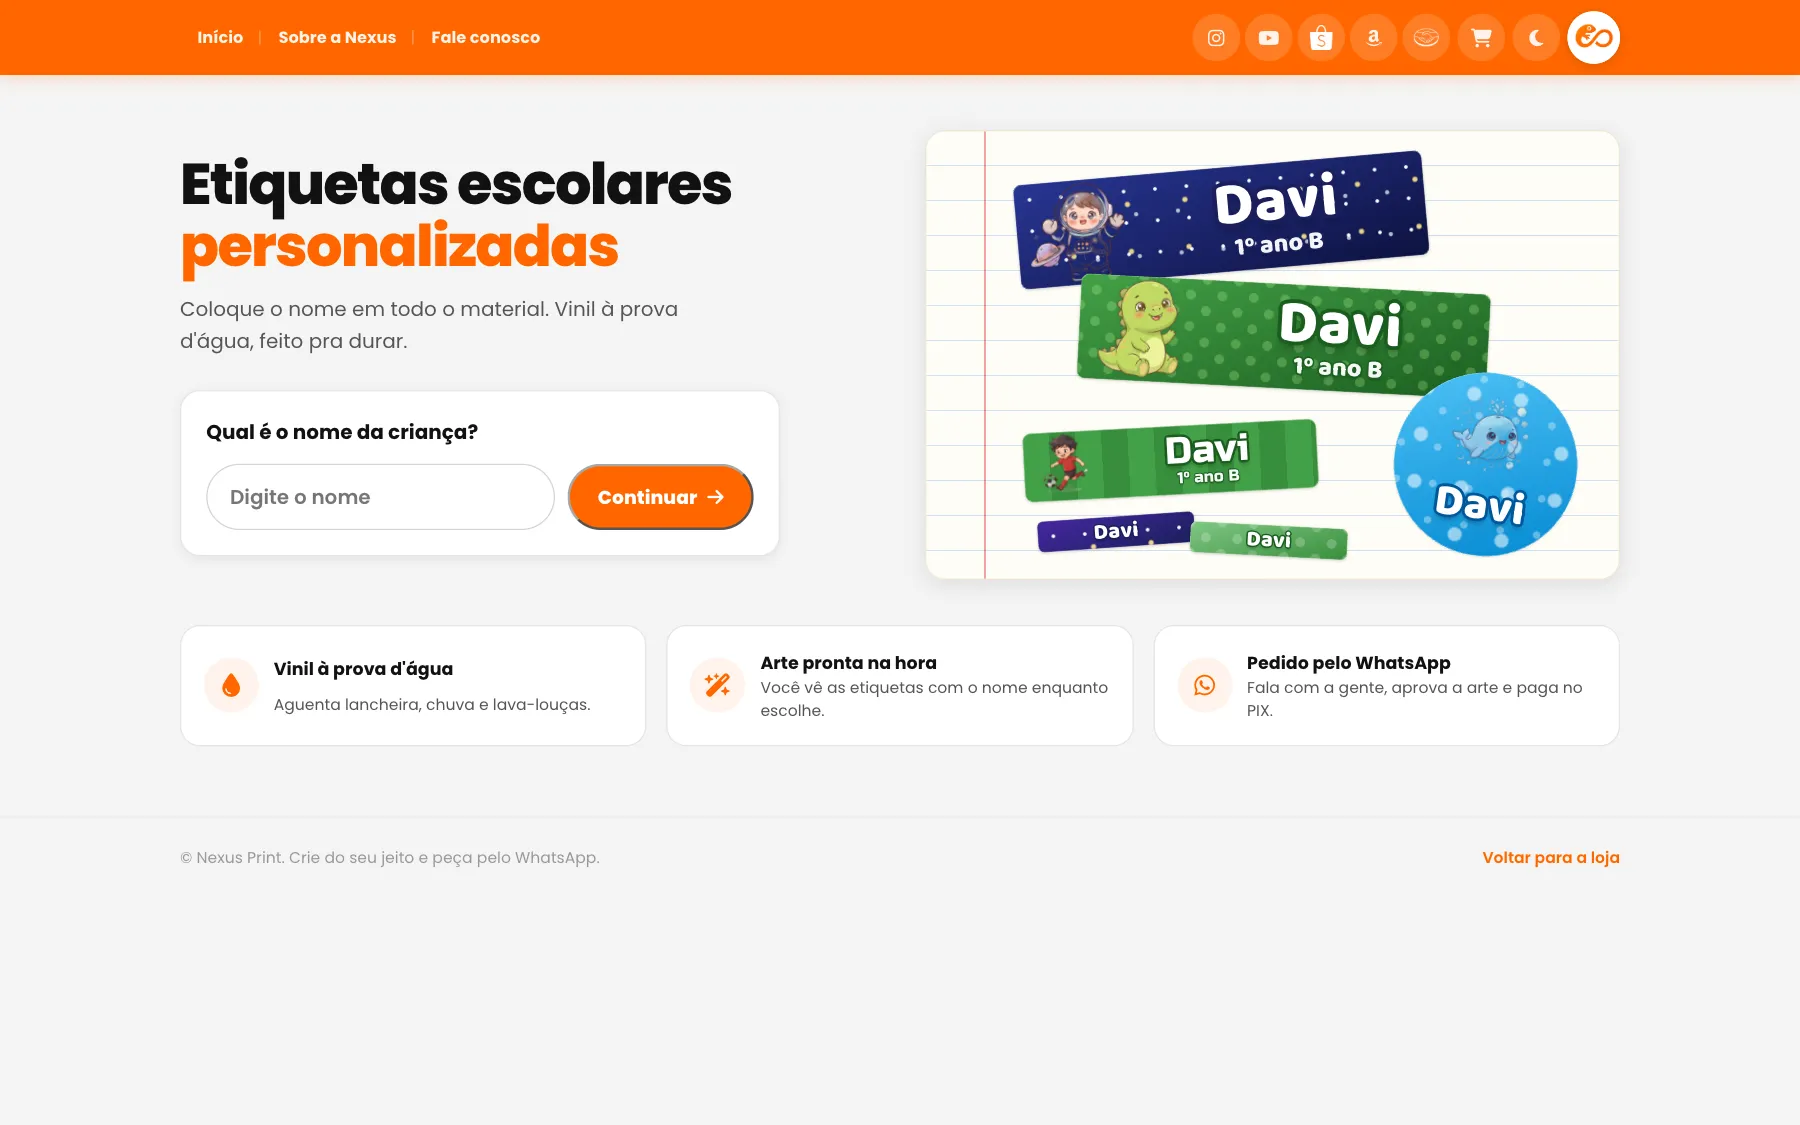 Início | Sobre a Nexus | Fale conosco
Etiquetas escolares
personalizadas
Coloque o nome em todo o material. Vinil à prova
d'água, feito pra durar.
Qual é o nome da criança?
Digite o nome
Continuar →
Davi
1º ano B
Davi
1º ano B
Davi
1º ano B
Davi
Davi
Davi
Vinil à prova d'água
Aguenta lancheira, chuva e lava-louças.
Arte pronta na hora
Você vê as etiquetas com o nome enquanto
escolhe.
Pedido pelo WhatsApp
Fala com a gente, aprova a arte e paga no
PIX.
© Nexus Print. Crie do seu jeito e peça pelo WhatsApp.
Voltar para a loja